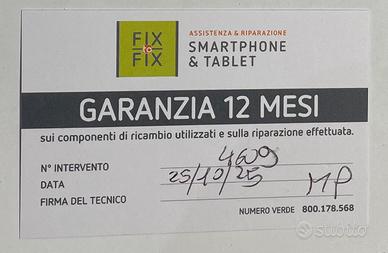 FIX
to
FIX
ASSISTENZA & RIPARAZIONE
SMARTPHONE
& TABLET
GARANZIA 12 MESI
sui componenti di ricambio utilizzati e sulla riparazione effettuata.
N° INTERVENTO 4609
DATA 25/10/25
FIRMA DEL TECNICO MP
NUMERO VERDE 800.178.568
subito